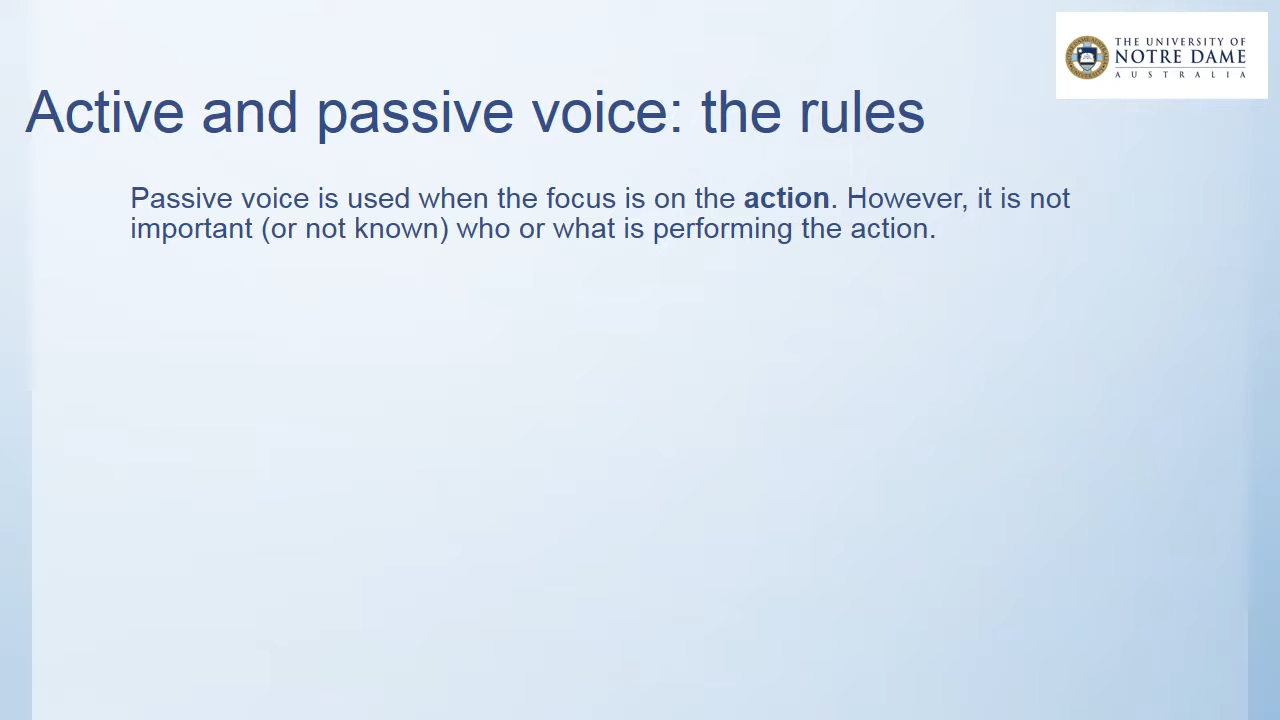 THE UNIVERSITY OF
NOTRE DAME
AUSTRALIA
Active and passive voice: the rules
Passive voice is used when the focus is on the action. However, it is not
important (or not known) who or what is performing the action.